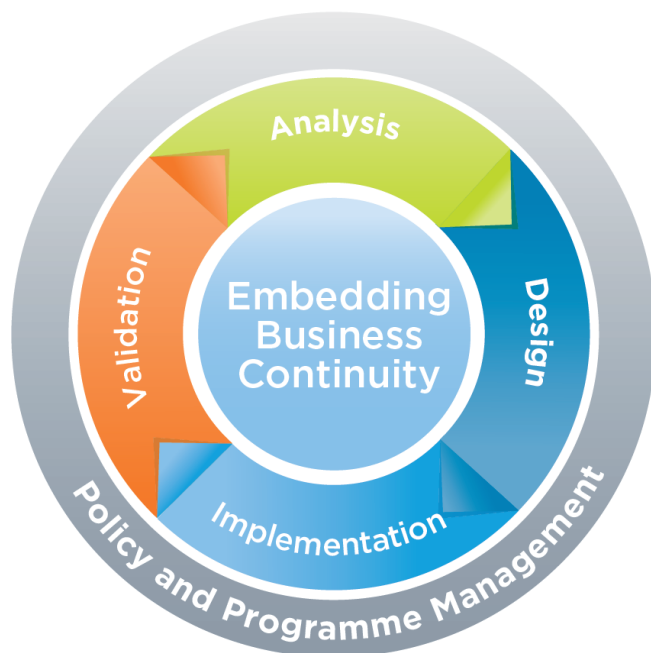 Analysis
Design
Implementation
Validation
Embedding
Business
Continuity
Policy and Programme Management